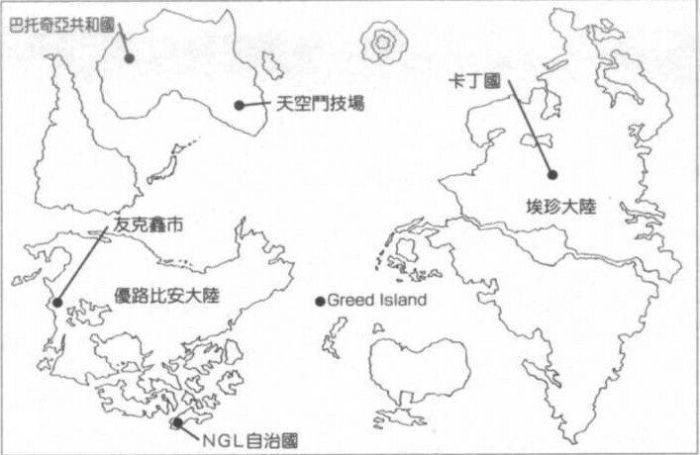 巴托奇亞共和國
天空鬥技場
卡丁國
埃珍大陸
友克鑫市
優路比安大陸
Greed Island
NGL自治國